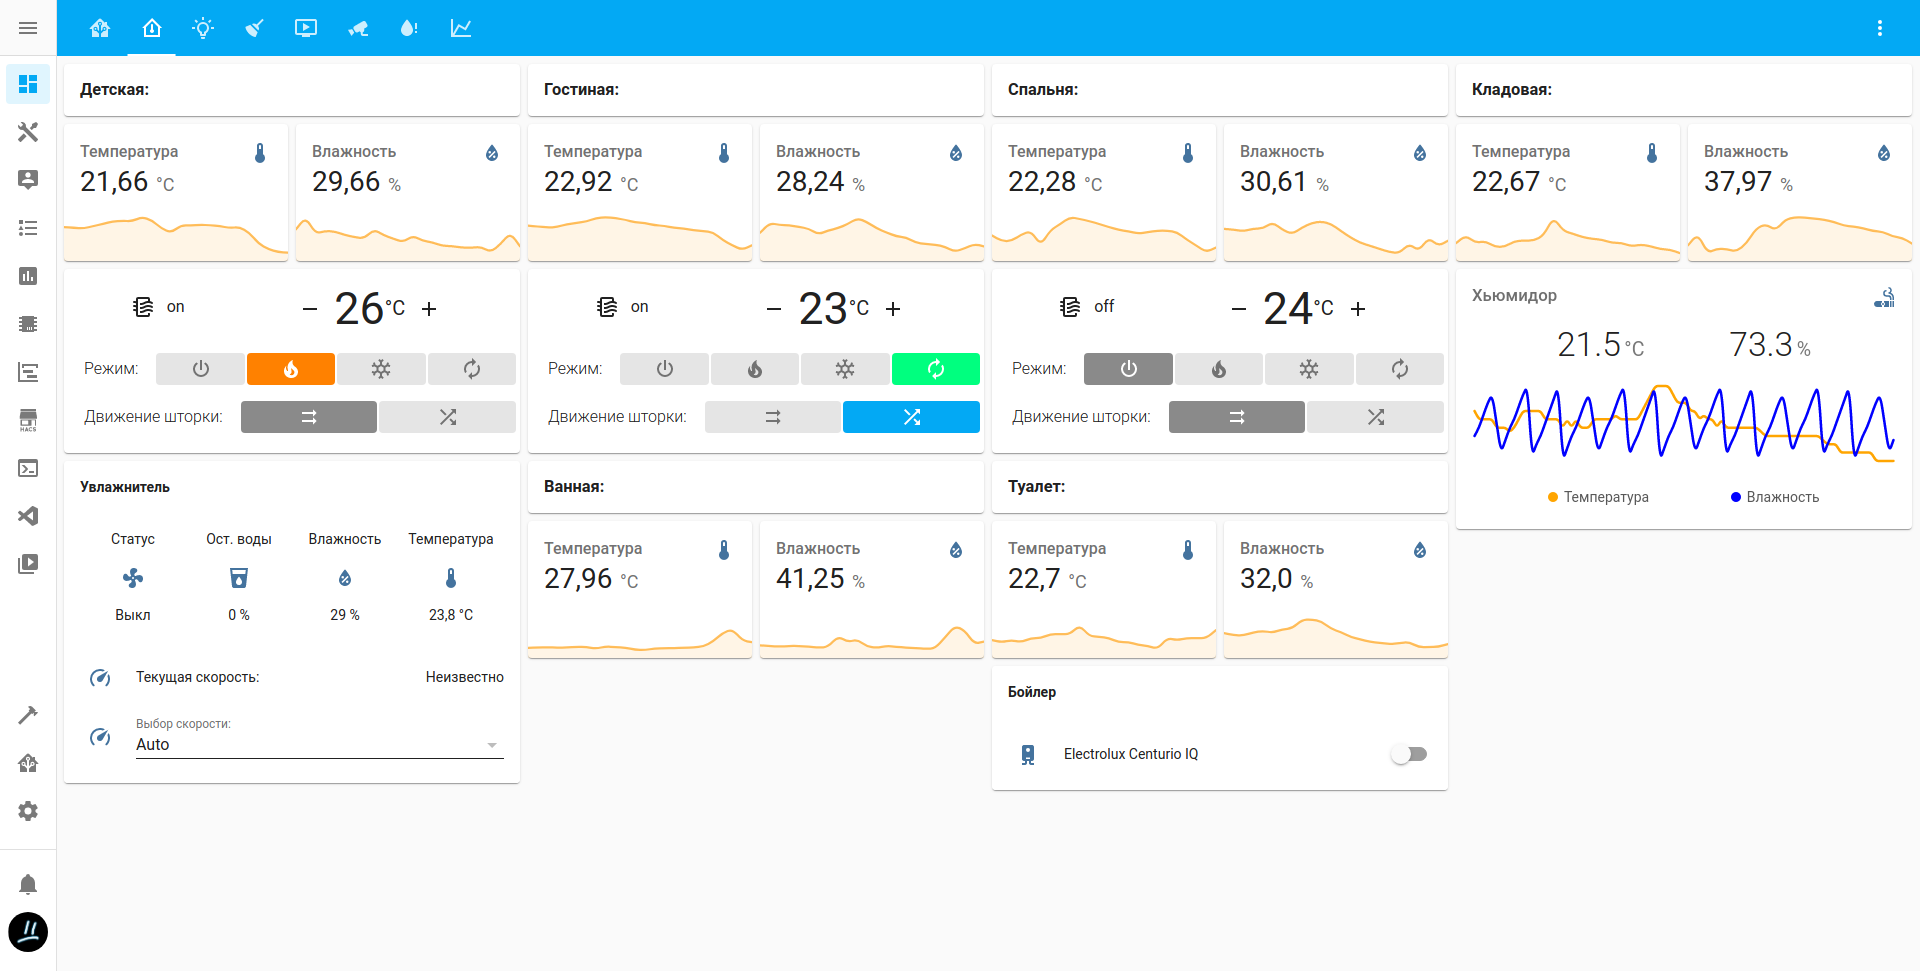 Детская:
Температура
21,66 °C
Влажность
29,66 %
on
− 26 °C +
Режим:
Движение шторки:
Увлажнитель
Статус Ост. воды Влажность Температура
Выкл 0 % 29 % 23,8 °C
Текущая скорость: Неизвестно
Выбор скорости:
Auto
Гостиная:
Температура
22,92 °C
Влажность
28,24 %
on
− 23 °C +
Режим:
Движение шторки:
Ванная:
Температура
27,96 °C
Влажность
41,25 %
Спальня:
Температура
22,28 °C
Влажность
30,61 %
off
− 24 °C +
Режим:
Движение шторки:
Туалет:
Температура
22,7 °C
Влажность
32,0 %
Бойлер
Electrolux Centurio IQ
Кладовая:
Температура
22,67 °C
Влажность
37,97 %
Хьюмидор
21.5 °C 73.3 %
Температура Влажность
HACS